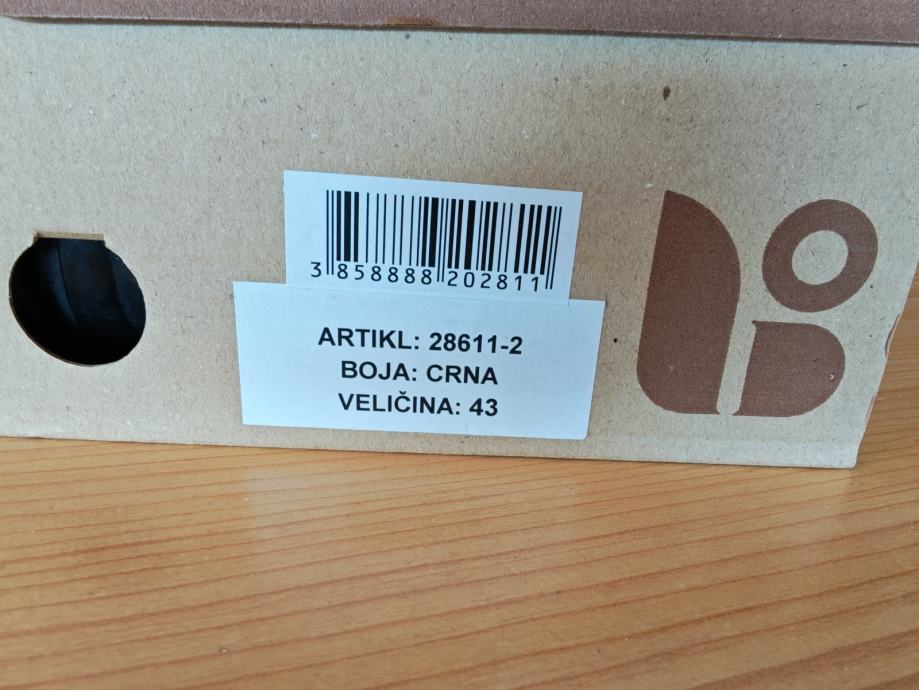 3 858888 202811
ARTIKL: 28611-2
BOJA: CRNA
VELIČINA: 43